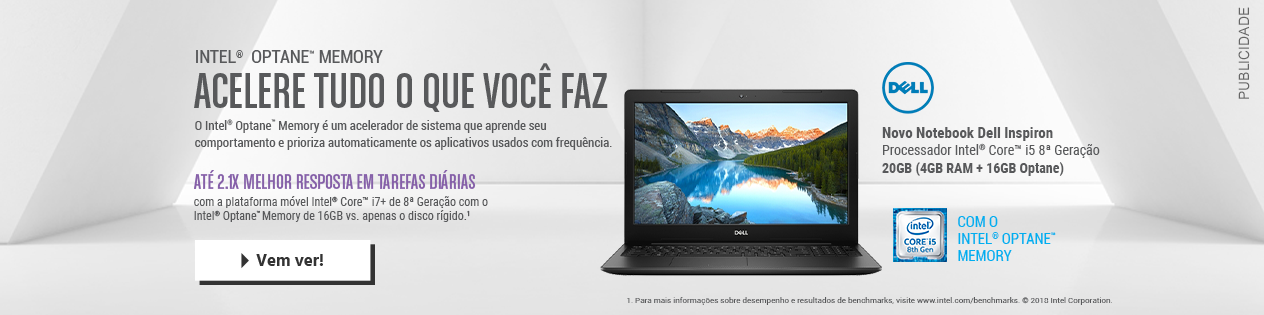 INTEL® OPTANE™ MEMORY
ACELERE TUDO O QUE VOCÊ FAZ
O Intel® Optane™ Memory é um acelerador de sistema que aprende seu
comportamento e prioriza automaticamente os aplicativos usados com frequência.
ATÉ 2.1X MELHOR RESPOSTA EM TAREFAS DIÁRIAS
com a plataforma móvel Intel® Core™ i7+ de 8ª Geração com o
Intel® Optane™ Memory de 16GB vs. apenas o disco rígido.¹
Vem ver!
DELL
DELL
Novo Notebook Dell Inspiron
Processador Intel® Core™ i5 8ª Geração
20GB (4GB RAM + 16GB Optane)
intel
CORE™ i5
8th Gen
COM O
INTEL® OPTANE™
MEMORY
1. Para mais informações sobre desempenho e resultados de benchmarks, visite www.intel.com/benchmarks. © 2018 Intel Corporation.
PUBLICIDADE